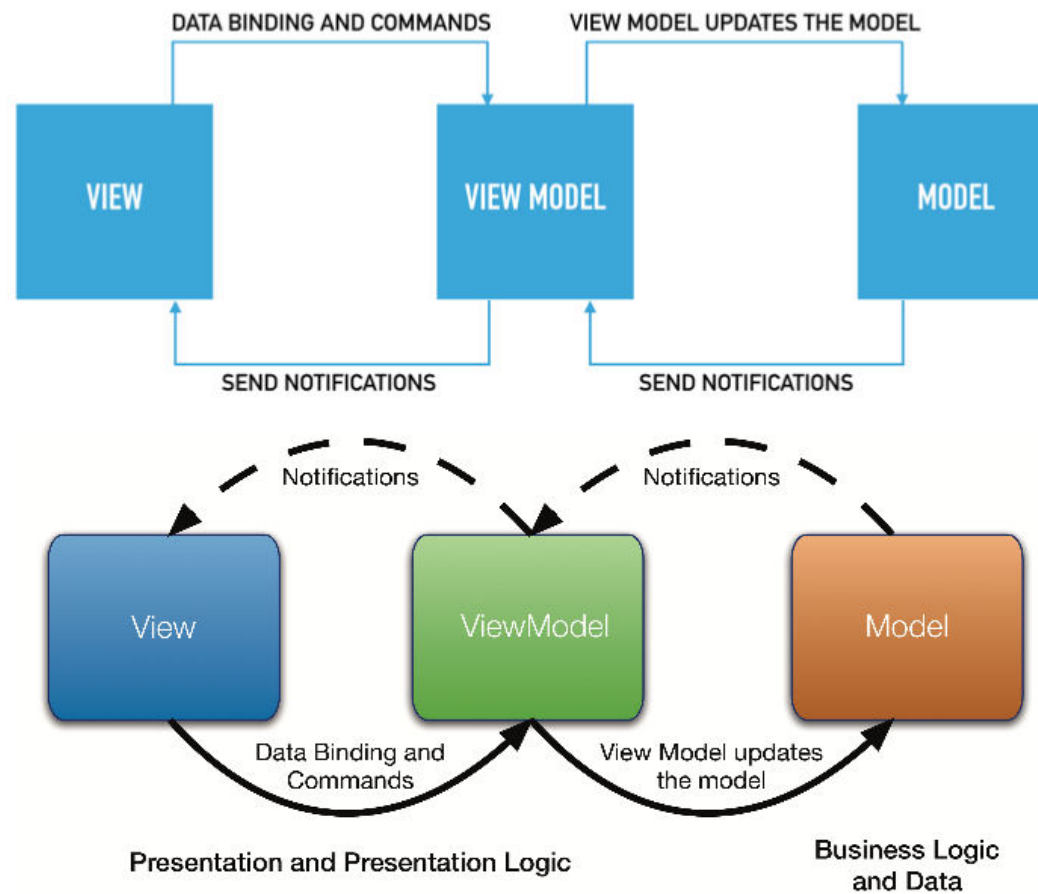 DATA BINDING AND COMMANDS
VIEW MODEL UPDATES THE MODEL
VIEW
VIEW MODEL
MODEL
SEND NOTIFICATIONS
SEND NOTIFICATIONS
Notifications
Notifications
View
ViewModel
Model
Data Binding and
Commands
View Model updates
the model
Presentation and Presentation Logic
Business Logic
and Data